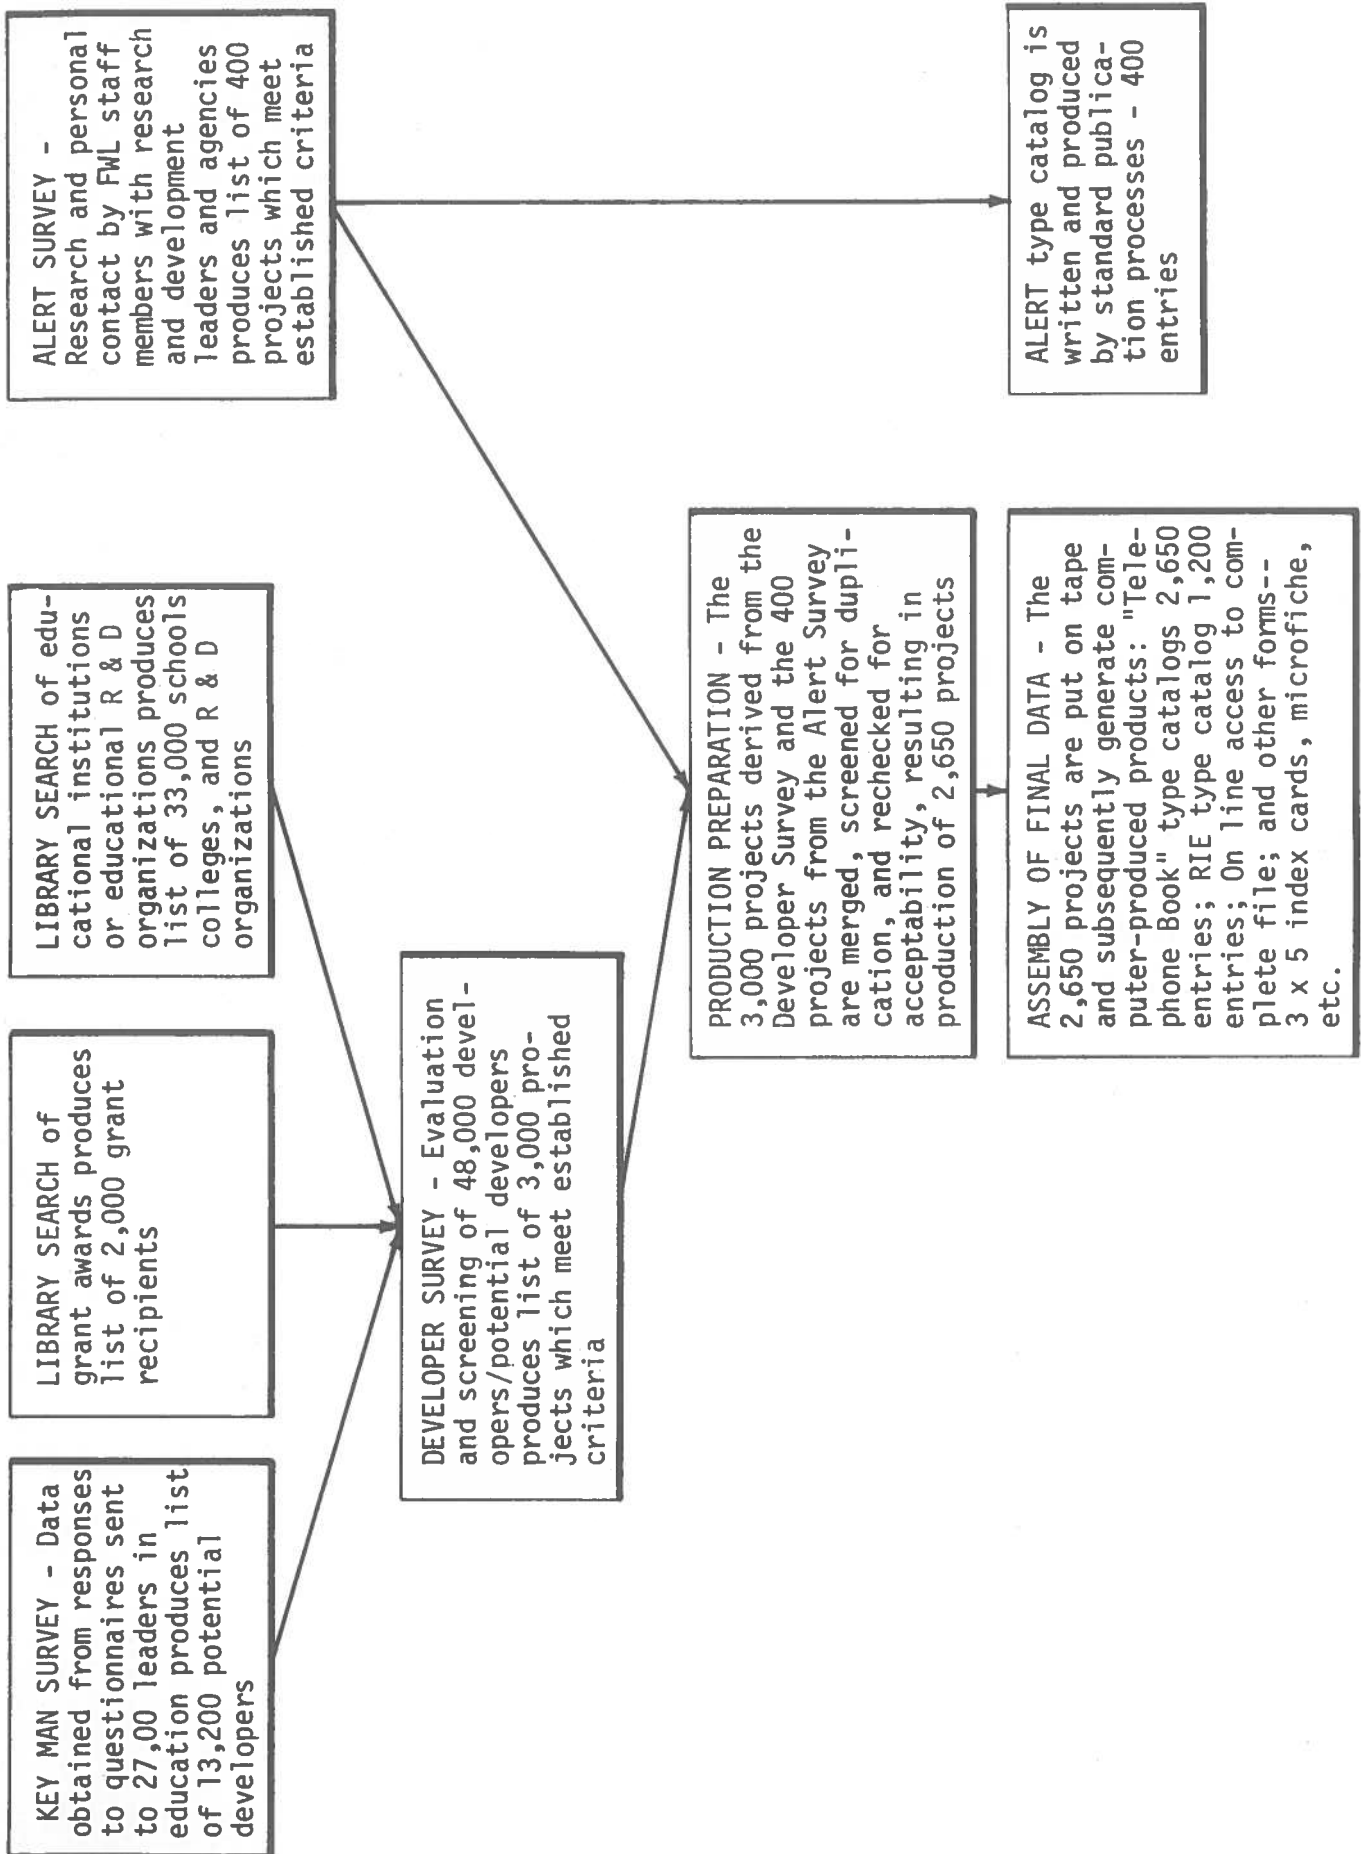 KEY MAN SURVEY - Data
obtained from responses
to questionnaires sent
to 27,00 leaders in
education produces list
of 13,200 potential
developers
LIBRARY SEARCH of
grant awards produces
list of 2,000 grant
recipients
LIBRARY SEARCH of edu-
cational institutions
or educational R & D
organizations produces
list of 33,000 schools
colleges, and R & D
organizations
ALERT SURVEY -
Research and personal
contact by FWL staff
members with research
and development
leaders and agencies
produces list of 400
projects which meet
established criteria
DEVELOPER SURVEY - Evaluation
and screening of 48,000 devel-
opers/potential developers
produces list of 3,000 pro-
jects which meet established
criteria
PRODUCTION PREPARATION - The
3,000 projects derived from the
Developer Survey and the 400
projects from the Alert Survey
are merged, screened for dupli-
cation, and rechecked for
acceptability, resulting in
production of 2,650 projects
ASSEMBLY OF FINAL DATA - The
2,650 projects are put on tape
and subsequently generate com-
puter-produced products: "Tele-
phone Book" type catalogs 2,650
entries; RIE type catalog 1,200
entries; On line access to com-
plete file; and other forms--
3 x 5 index cards, microfiche,
etc.
ALERT type catalog is
written and produced
by standard publica-
tion processes - 400
entries